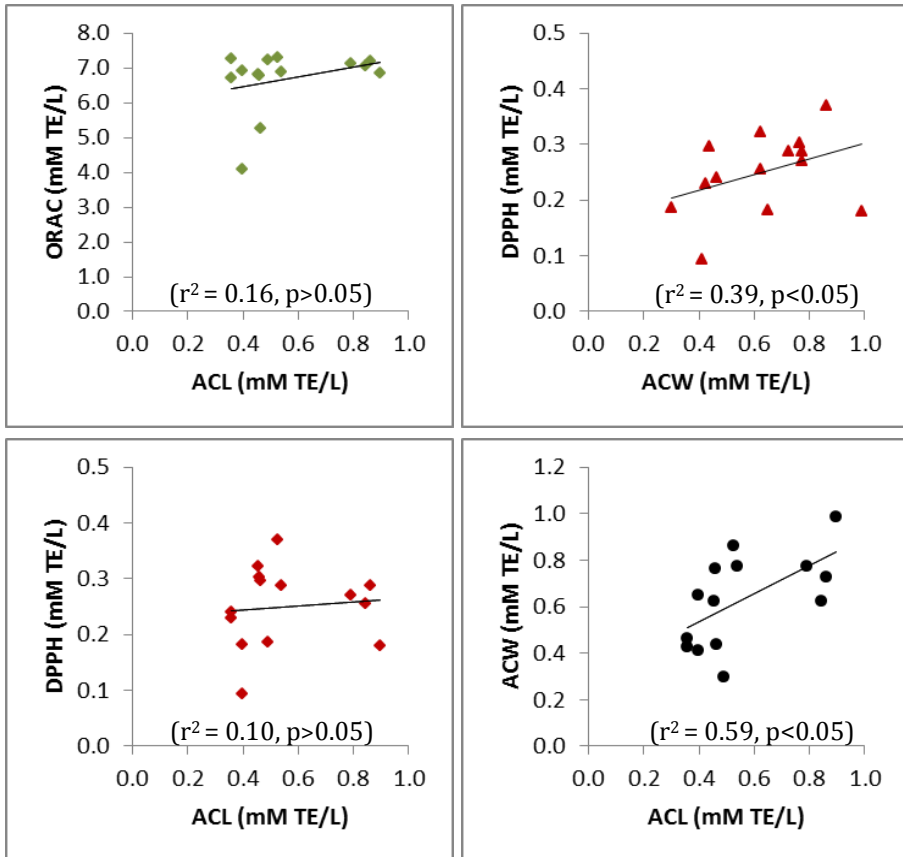 8.0
7.0
6.0
5.0
4.0
3.0
2.0
1.0
0.0
ORAC (mM TE/L)
(r² = 0.16, p>0.05)
0.0 0.2 0.4 0.6 0.8 1.0
ACL (mM TE/L)
0.5
0.4
0.3
0.2
0.1
0.0
DPPH (mM TE/L)
(r² = 0.39, p<0.05)
0.0 0.2 0.4 0.6 0.8 1.0
ACW (mM TE/L)
0.5
0.4
0.3
0.2
0.1
0.0
DPPH (mM TE/L)
(r² = 0.10, p>0.05)
0.0 0.2 0.4 0.6 0.8 1.0
ACL (mM TE/L)
1.2
1.0
0.8
0.6
0.4
0.2
0.0
ACW (mM TE/L)
(r² = 0.59, p<0.05)
0.0 0.2 0.4 0.6 0.8 1.0
ACL (mM TE/L)